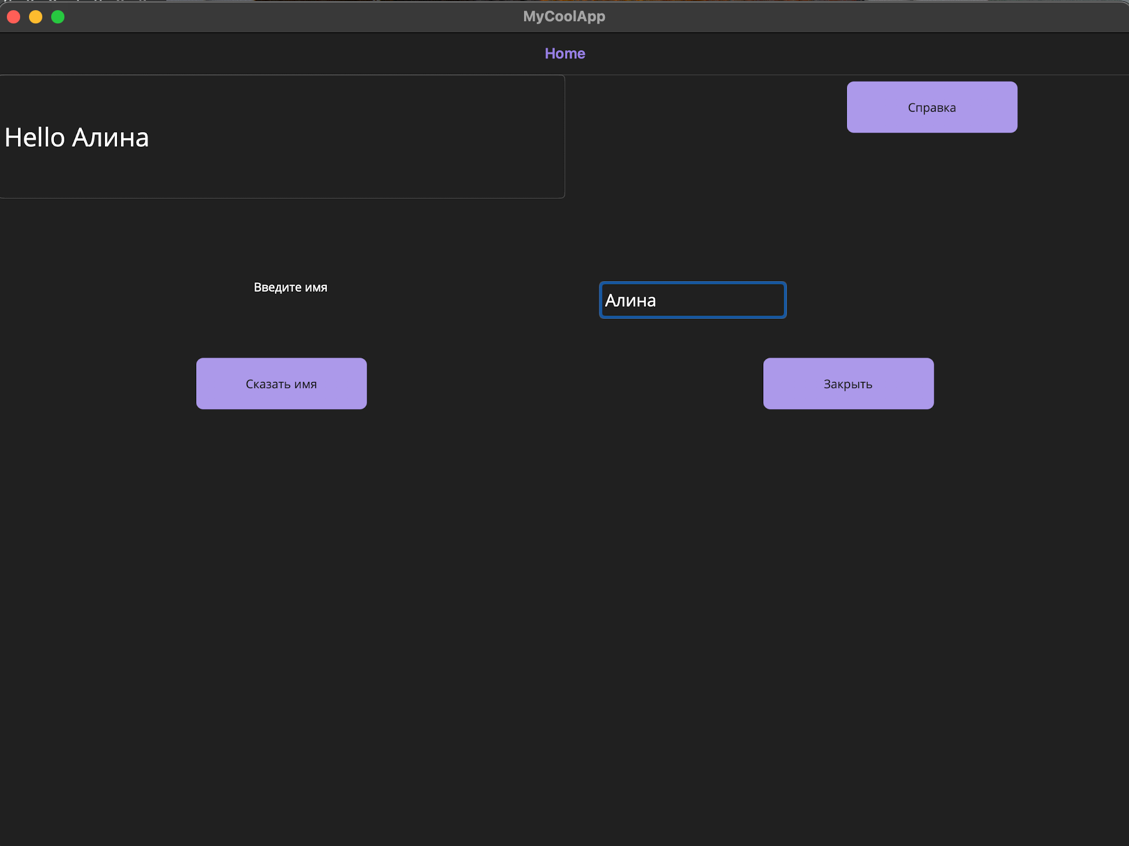 MyCoolApp
Home
Hello Алина
Справка
Введите имя
Алина
Сказать имя
Закрыть